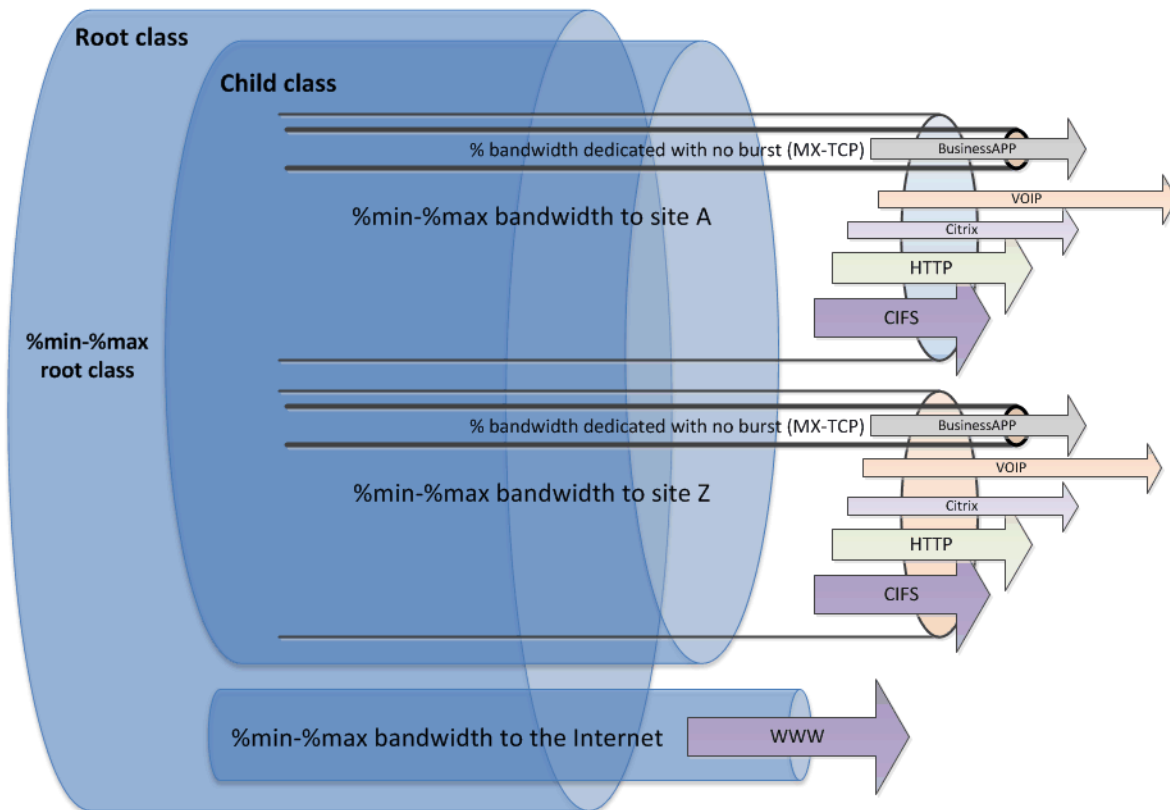 Root class
Child class
% bandwidth dedicated with no burst (MX-TCP)
BusinessAPP
VOIP
%min-%max bandwidth to site A
Citrix
HTTP
CIFS
%min-%max
root class
% bandwidth dedicated with no burst (MX-TCP)
BusinessAPP
VOIP
%min-%max bandwidth to site Z
Citrix
HTTP
CIFS
%min-%max bandwidth to the Internet
WWW